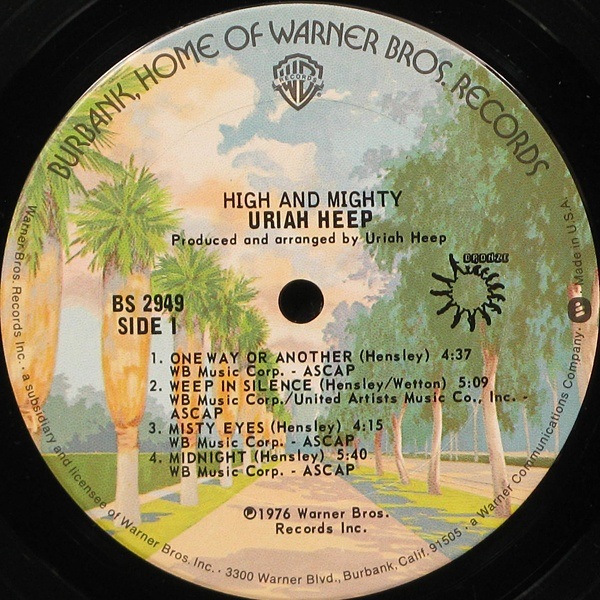 BURBANK, HOME OF WARNER BROS. RECORDS
WB
RECORDS
HIGH AND MIGHTY
URIAH HEEP
Produced and arranged by Uriah Heep
BRONZE
BS 2949
SIDE 1
1. ONE WAY OR ANOTHER (Hensley) 4:37
WB Music Corp. - ASCAP
2. WEEP IN SILENCE (Hensley/Wetton) 5:09
WB Music Corp./United Artists Music Co., Inc. -
ASCAP
3. MISTY EYES (Hensley) 4:15
WB Music Corp. - ASCAP
4. MIDNIGHT (Hensley) 5:40
WB Music Corp. - ASCAP
℗1976 Warner Bros.
Records Inc.
Warner Bros. Records Inc. • a subsidiary and licensee of Warner Bros. Inc. • 3300 Warner Blvd., Burbank, Calif. 91505 • a Warner Communications Company • Made in U.S.A.